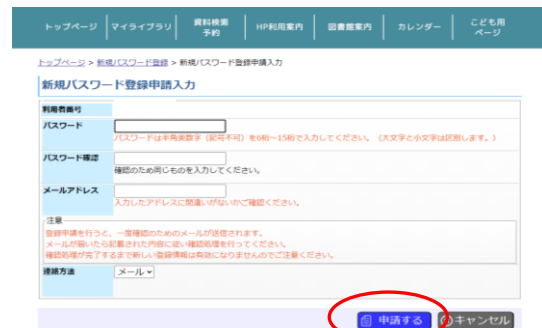 トップページ
マイライブラリ
資料検索
予約
HP利用案内
図書館案内
カレンダー
こども用
ページ
トップページ > 新規パスワード登録 > 新規パスワード登録申請入力
新規パスワード登録申請入力
利用者番号
パスワード
パスワードは半角英数字（記号不可）を6桁～15桁で入力してください。（大文字と小文字は区別します。）
パスワード確認
確認のため同じものを入力してください。
メールアドレス
入力したアドレスに間違いがないかご確認ください。
注意
登録申請を行うと、一度確認のためのメールが送信されます。
メールが届いたら記載された内容に従い確認処理を行ってください。
確認処理が完了するまで新しい登録情報は有効になりませんのでご注意ください。
連絡方法
メール
申請する
キャンセル